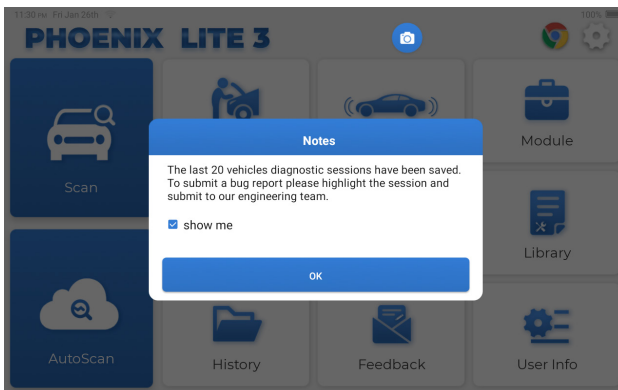 11:30 PM Fri Jan 26th
100%
PHOENIX LITE 3
Notes
The last 20 vehicles diagnostic sessions have been saved.
To submit a bug report please highlight the session and
submit to our engineering team.
show me
OK
Scan
Module
Library
AutoScan
History
Feedback
User Info